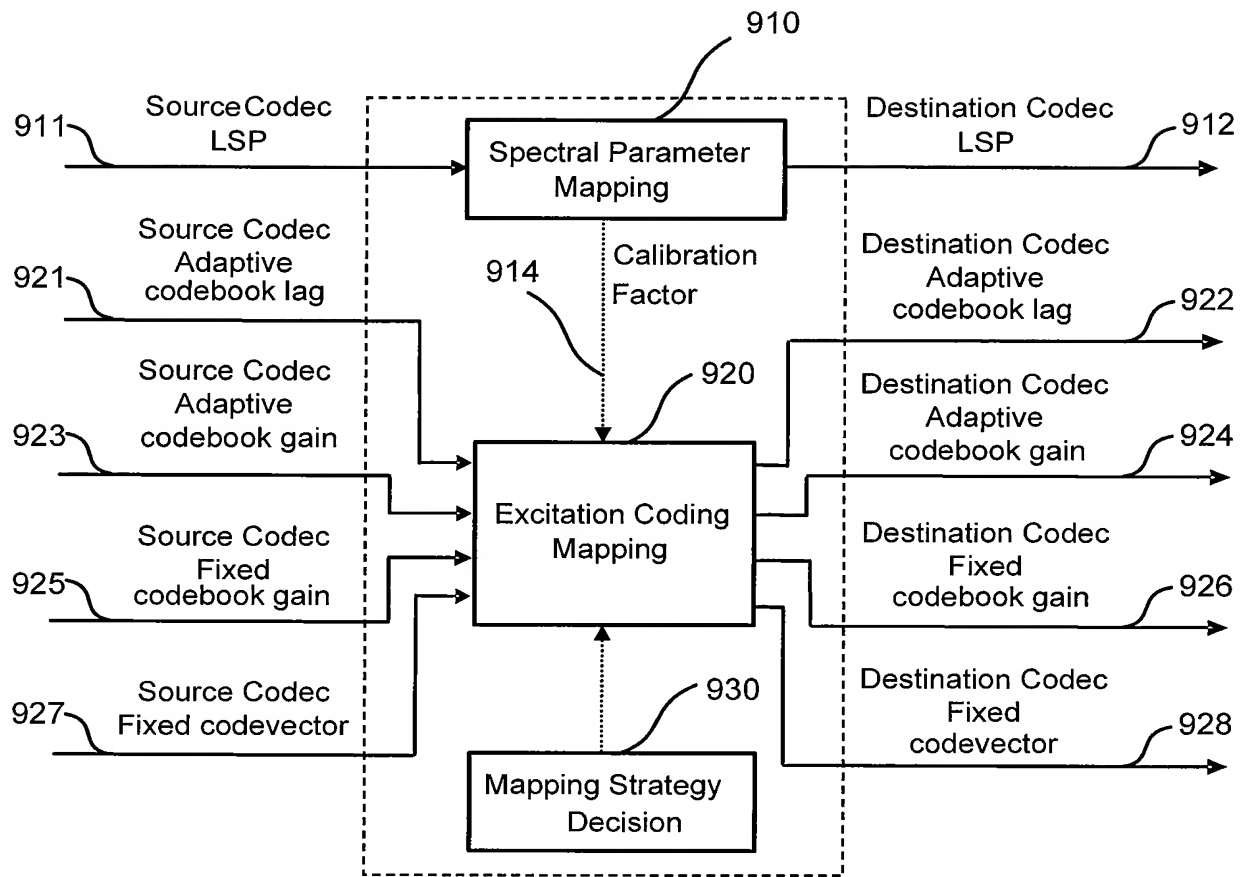 910
911
Source Codec
LSP
Spectral Parameter
Mapping
Destination Codec
LSP
912
921
Source Codec
Adaptive
codebook lag
914
Calibration
Factor
Destination Codec
Adaptive
codebook lag
922
923
Source Codec
Adaptive
codebook gain
920
Destination Codec
Adaptive
codebook gain
924
Excitation Coding
Mapping
925
Source Codec
Fixed
codebook gain
Destination Codec
Fixed
codebook gain
926
927
Source Codec
Fixed codevector
930
Mapping Strategy
Decision
Destination Codec
Fixed
codevector
928